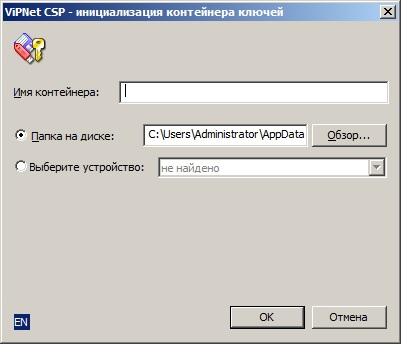 ViPNet CSP - инициализация контейнера ключей
Имя контейнера:
Папка на диске: C:\Users\Administrator\AppData Обзор...
Выберите устройство: не найдено
EN OK Отмена